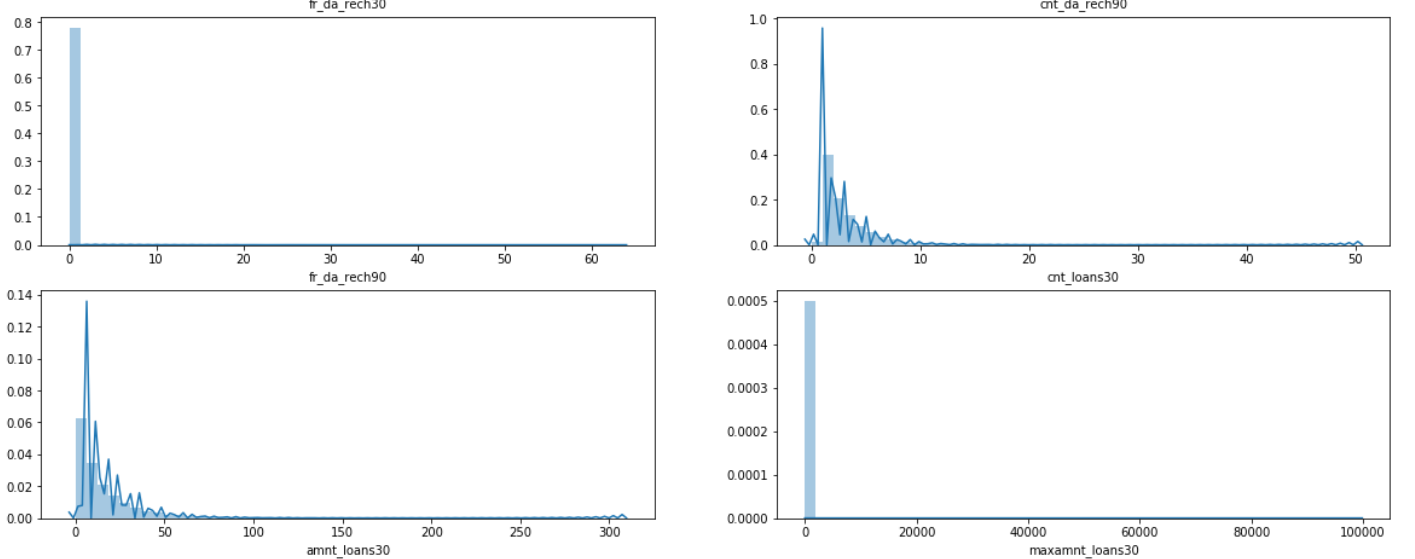 fr_da_rech30
cnt_da_rech90
0.8
0.7
0.6
0.5
0.4
0.3
0.2
0.1
0.0
0 10 20 30 40 50 60
fr_da_rech90
1.0
0.8
0.6
0.4
0.2
0.0
0 10 20 30 40 50
cnt_loans30
0.14
0.12
0.10
0.08
0.06
0.04
0.02
0.00
0 50 100 150 200 250 300
amnt_loans30
0.0005
0.0004
0.0003
0.0002
0.0001
0.0000
0 20000 40000 60000 80000 100000
maxamnt_loans30